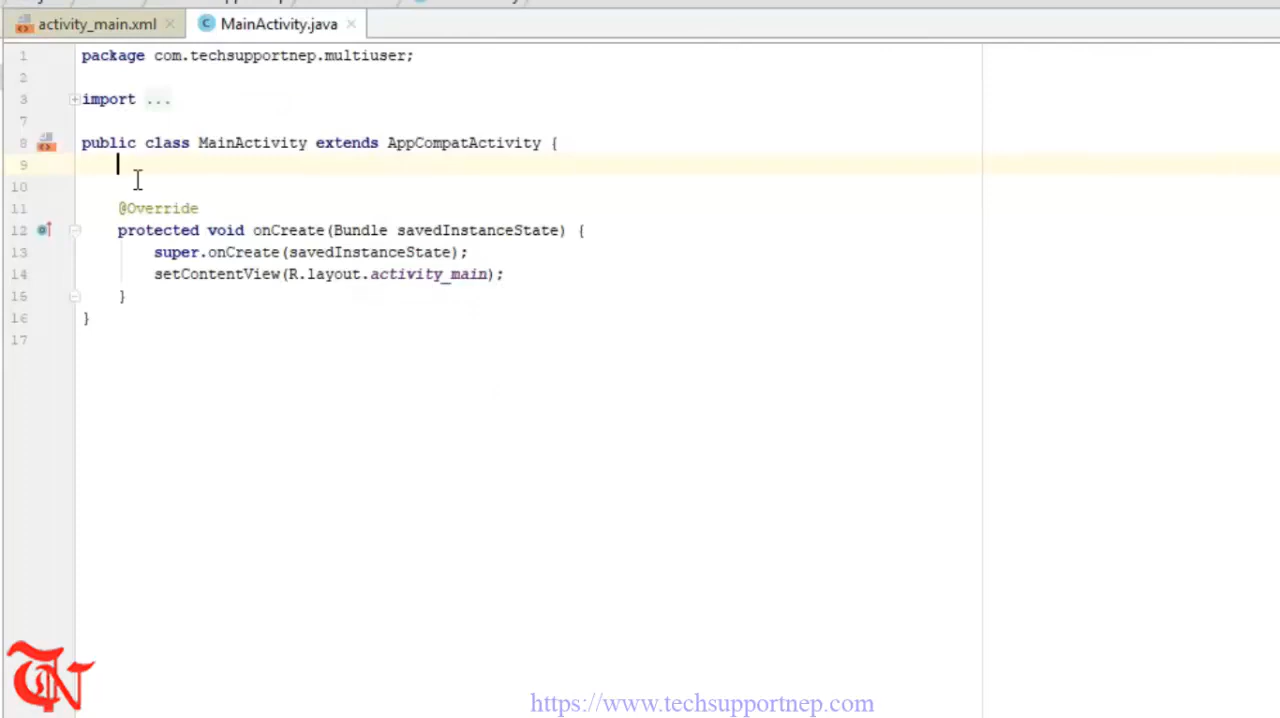 activity_main.xml MainActivity.java
1 package com.techsupportnep.multiuser;
2
3 import ...
7
8 public class MainActivity extends AppCompatActivity {
9
10
11 @Override
12 protected void onCreate(Bundle savedInstanceState) {
13 super.onCreate(savedInstanceState);
14 setContentView(R.layout.activity_main);
15 }
16 }
17
TN
https://www.techsupportnep.com